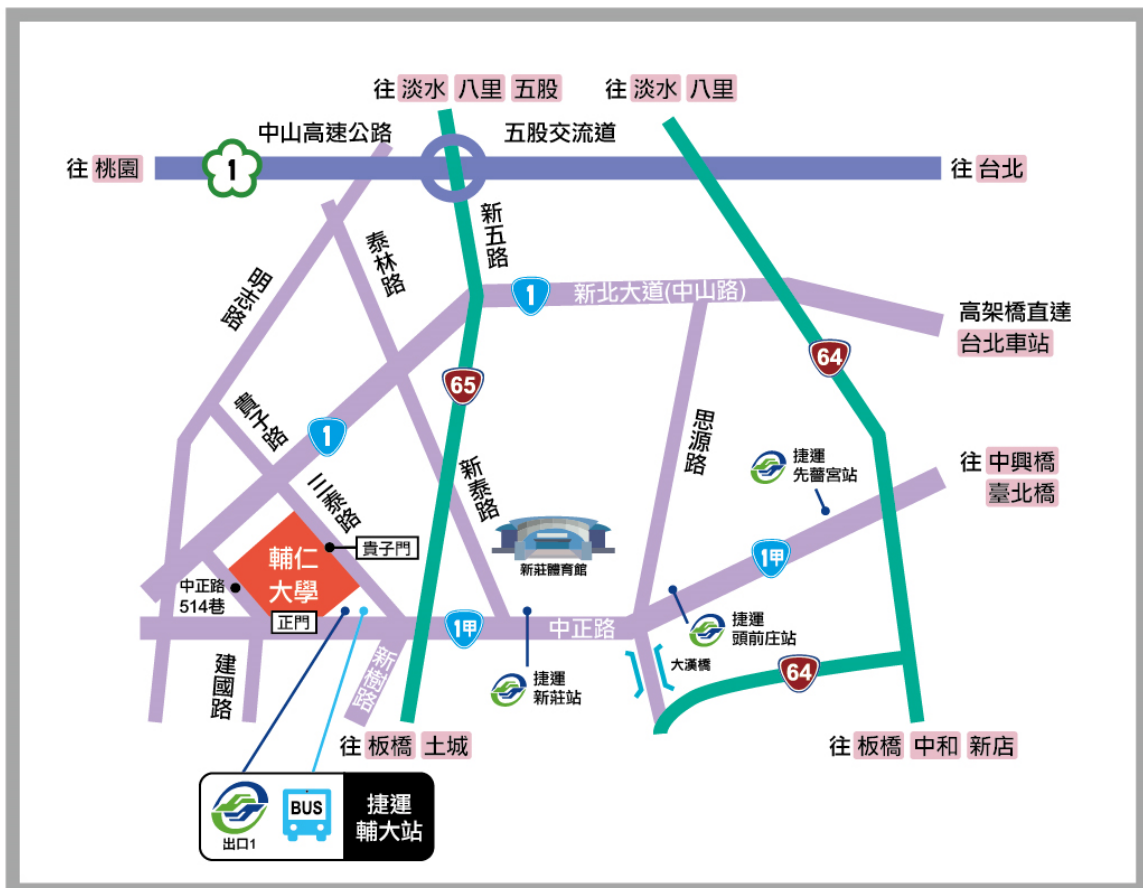 往 淡水 八里 五股
往 淡水 八里
中山高速公路
五股交流道
往 桃園
1
往 台北
新五路
泰林路
明志路
1
新北大道(中山路)
高架橋直達
台北車站
64
65
貴子路
1
思源路
捷運
先嗇宮站
往 中興橋
臺北橋
新泰路
三泰路
新莊體育館
1甲
輔仁
大學
貴子門
中正路
514巷
正門
1甲
中正路
捷運
頭前庄站
大漢橋
64
建國路
新樹路
捷運
新莊站
往 板橋 土城
往 板橋 中和 新店
BUS
出口1
捷運
輔大站